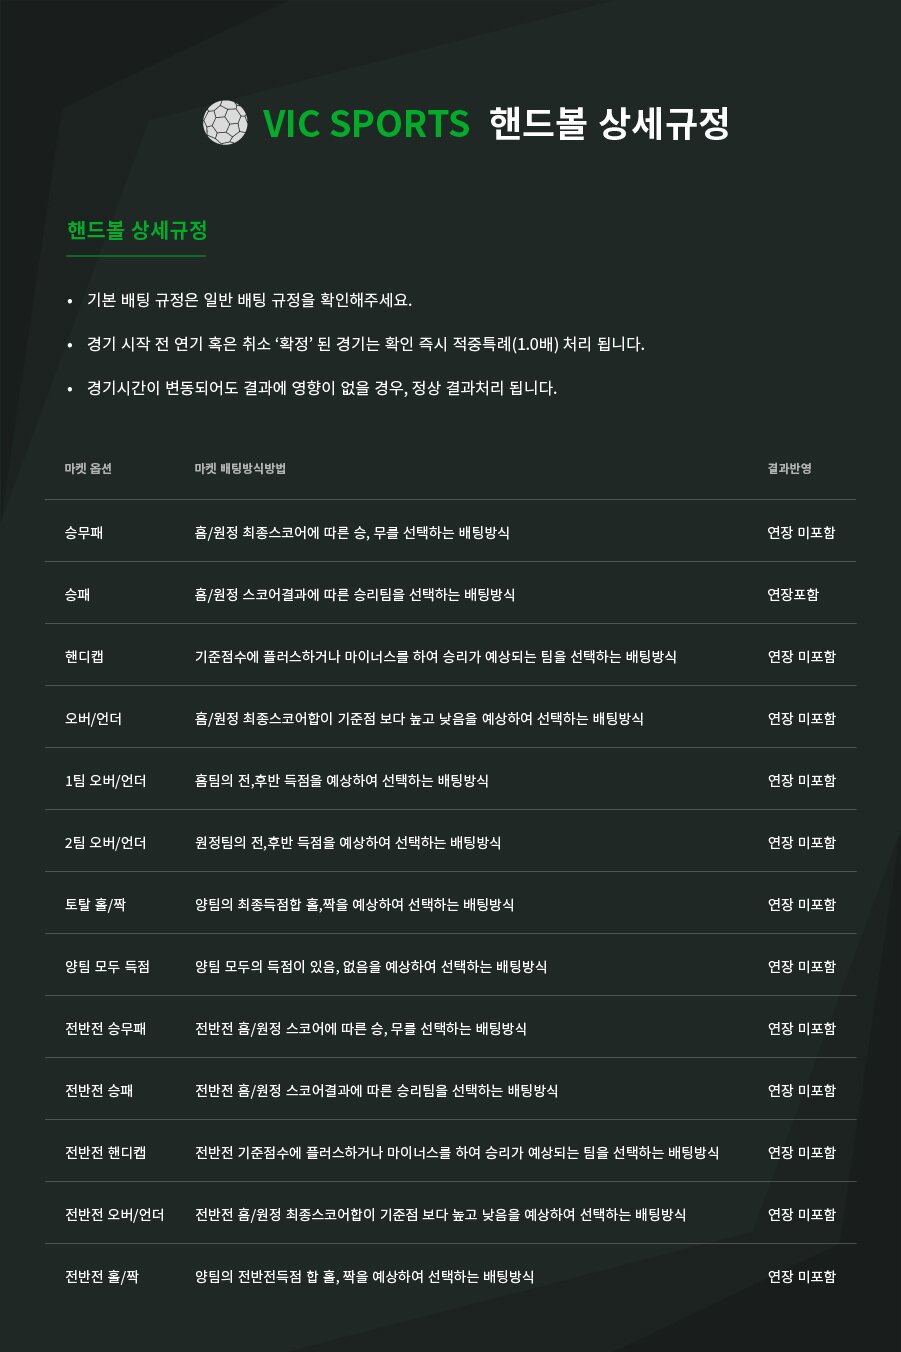 VIC SPORTS 핸드볼 상세규정
핸드볼 상세규정
• 기본 배팅 규정은 일반 배팅 규정을 확인해주세요.
• 경기 시작 전 연기 혹은 취소 ‘확정’ 된 경기는 확인 즉시 적중특례(1.0배) 처리 됩니다.
• 경기시간이 변동되어도 결과에 영향이 없을 경우, 정상 결과처리 됩니다.
마켓 옵션 마켓 배팅방식방법 결과반영
승무패 홈/원정 최종스코어에 따른 승, 무를 선택하는 배팅방식 연장 미포함
승패 홈/원정 스코어결과에 따른 승리팀을 선택하는 배팅방식 연장포함
핸디캡 기준점수에 플러스하거나 마이너스를 하여 승리가 예상되는 팀을 선택하는 배팅방식 연장 미포함
오버/언더 홈/원정 최종스코어합이 기준점 보다 높고 낮음을 예상하여 선택하는 배팅방식 연장 미포함
1팀 오버/언더 홈팀의 전,후반 득점을 예상하여 선택하는 배팅방식 연장 미포함
2팀 오버/언더 원정팀의 전,후반 득점을 예상하여 선택하는 배팅방식 연장 미포함
토탈 홀/짝 양팀의 최종득점합 홀,짝을 예상하여 선택하는 배팅방식 연장 미포함
양팀 모두 득점 양팀 모두의 득점이 있음, 없음을 예상하여 선택하는 배팅방식 연장 미포함
전반전 승무패 전반전 홈/원정 스코어에 따른 승, 무를 선택하는 배팅방식 연장 미포함
전반전 승패 전반전 홈/원정 스코어결과에 따른 승리팀을 선택하는 배팅방식 연장 미포함
전반전 핸디캡 전반전 기준점수에 플러스하거나 마이너스를 하여 승리가 예상되는 팀을 선택하는 배팅방식 연장 미포함
전반전 오버/언더 전반전 홈/원정 최종스코어합이 기준점 보다 높고 낮음을 예상하여 선택하는 배팅방식 연장 미포함
전반전 홀/짝 양팀의 전반전득점 합 홀, 짝을 예상하여 선택하는 배팅방식 연장 미포함